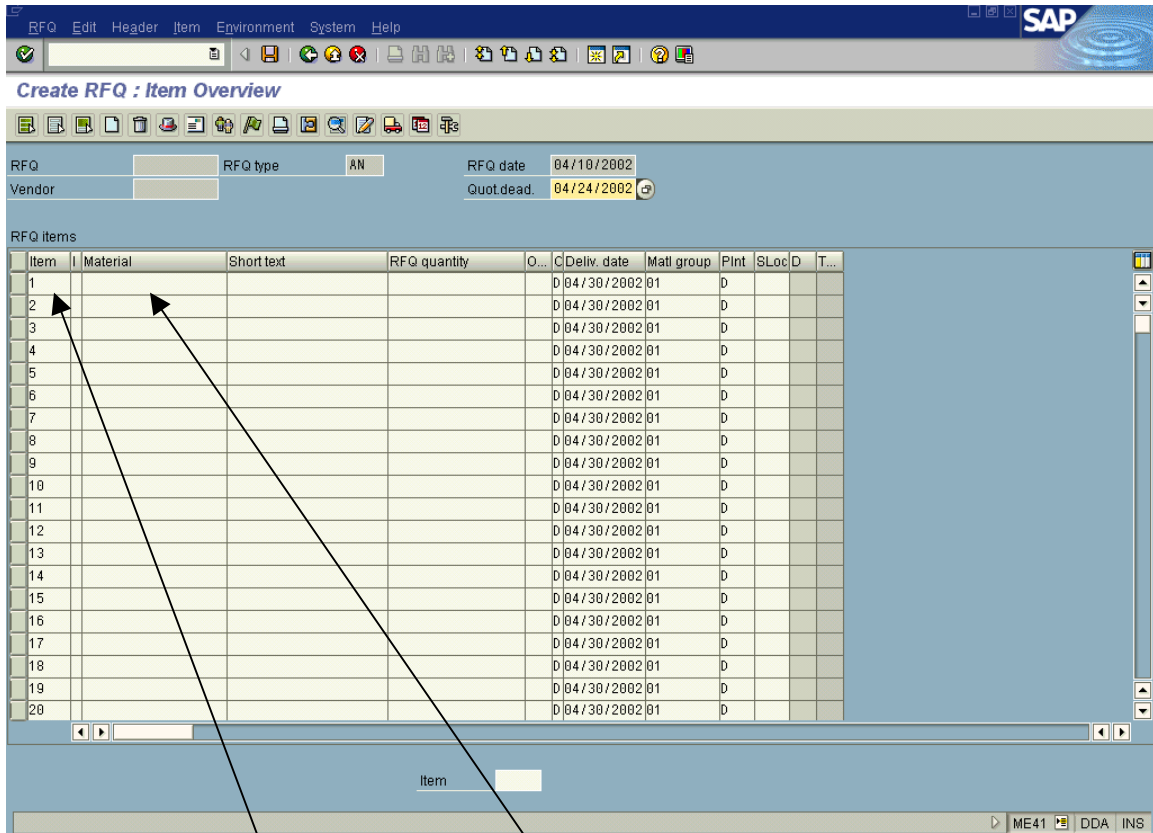 RFQ Edit Header Item Environment System Help
SAP
Create RFQ : Item Overview
RFQ RFQ type AN RFQ date 04/10/2002
Vendor Quot.dead. 04/24/2002
RFQ items
Item I Material Short text RFQ quantity O... C Deliv. date Matl group Plnt SLoc D T...
1 D 04/30/2002 01 D
2 D 04/30/2002 01 D
3 D 04/30/2002 01 D
4 D 04/30/2002 01 D
5 D 04/30/2002 01 D
6 D 04/30/2002 01 D
7 D 04/30/2002 01 D
8 D 04/30/2002 01 D
9 D 04/30/2002 01 D
10 D 04/30/2002 01 D
11 D 04/30/2002 01 D
12 D 04/30/2002 01 D
13 D 04/30/2002 01 D
14 D 04/30/2002 01 D
15 D 04/30/2002 01 D
16 D 04/30/2002 01 D
17 D 04/30/2002 01 D
18 D 04/30/2002 01 D
19 D 04/30/2002 01 D
20 D 04/30/2002 01 D
Item
ME41 DDA INS